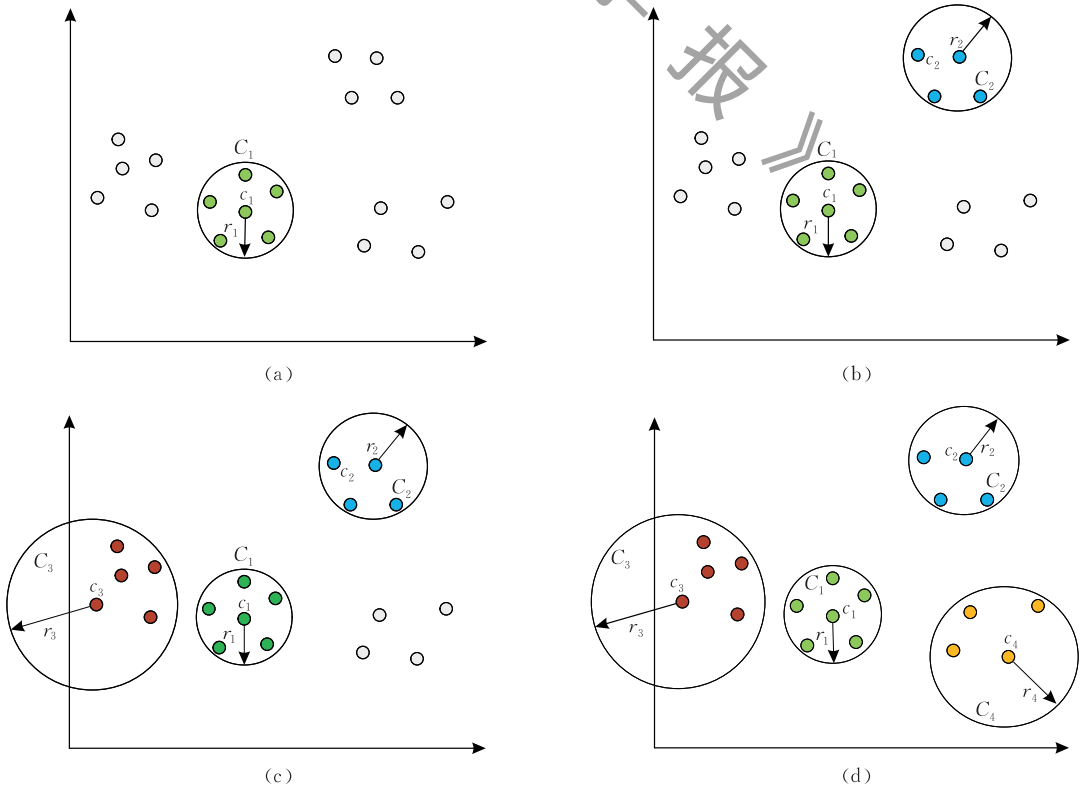 报
》
C₁
c₁
r₁
(a)
r₂
c₂
C₂
C₁
c₁
r₁
(b)
r₂
c₂
C₂
C₃
c₃
r₃
C₁
c₁
r₁
(c)
c₂
r₂
C₂
C₃
c₃
r₃
C₁
c₁
r₁
c₄
r₄
C₄
(d)